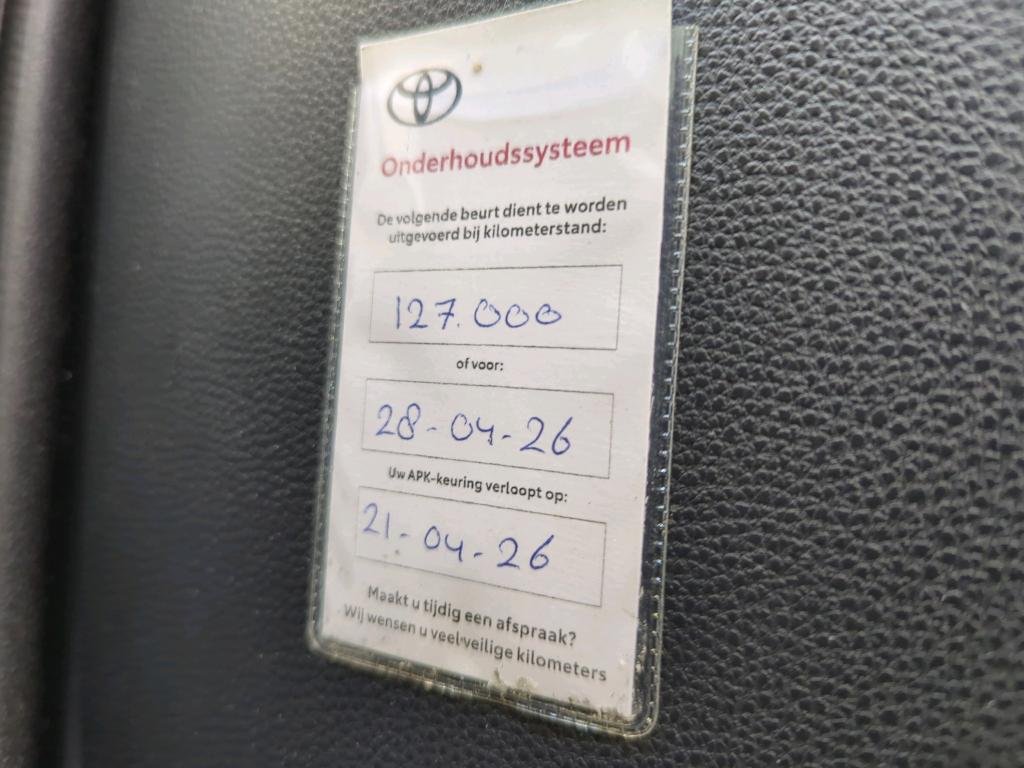 Onderhoudssysteem
De volgende beurt dient te worden
uitgevoerd bij kilometerstand:
127.000
of voor:
28-04-26
Uw APK-keuring verloopt op:
21-04-26
Maakt u tijdig een afspraak?
Wij wensen u veel veilige kilometers